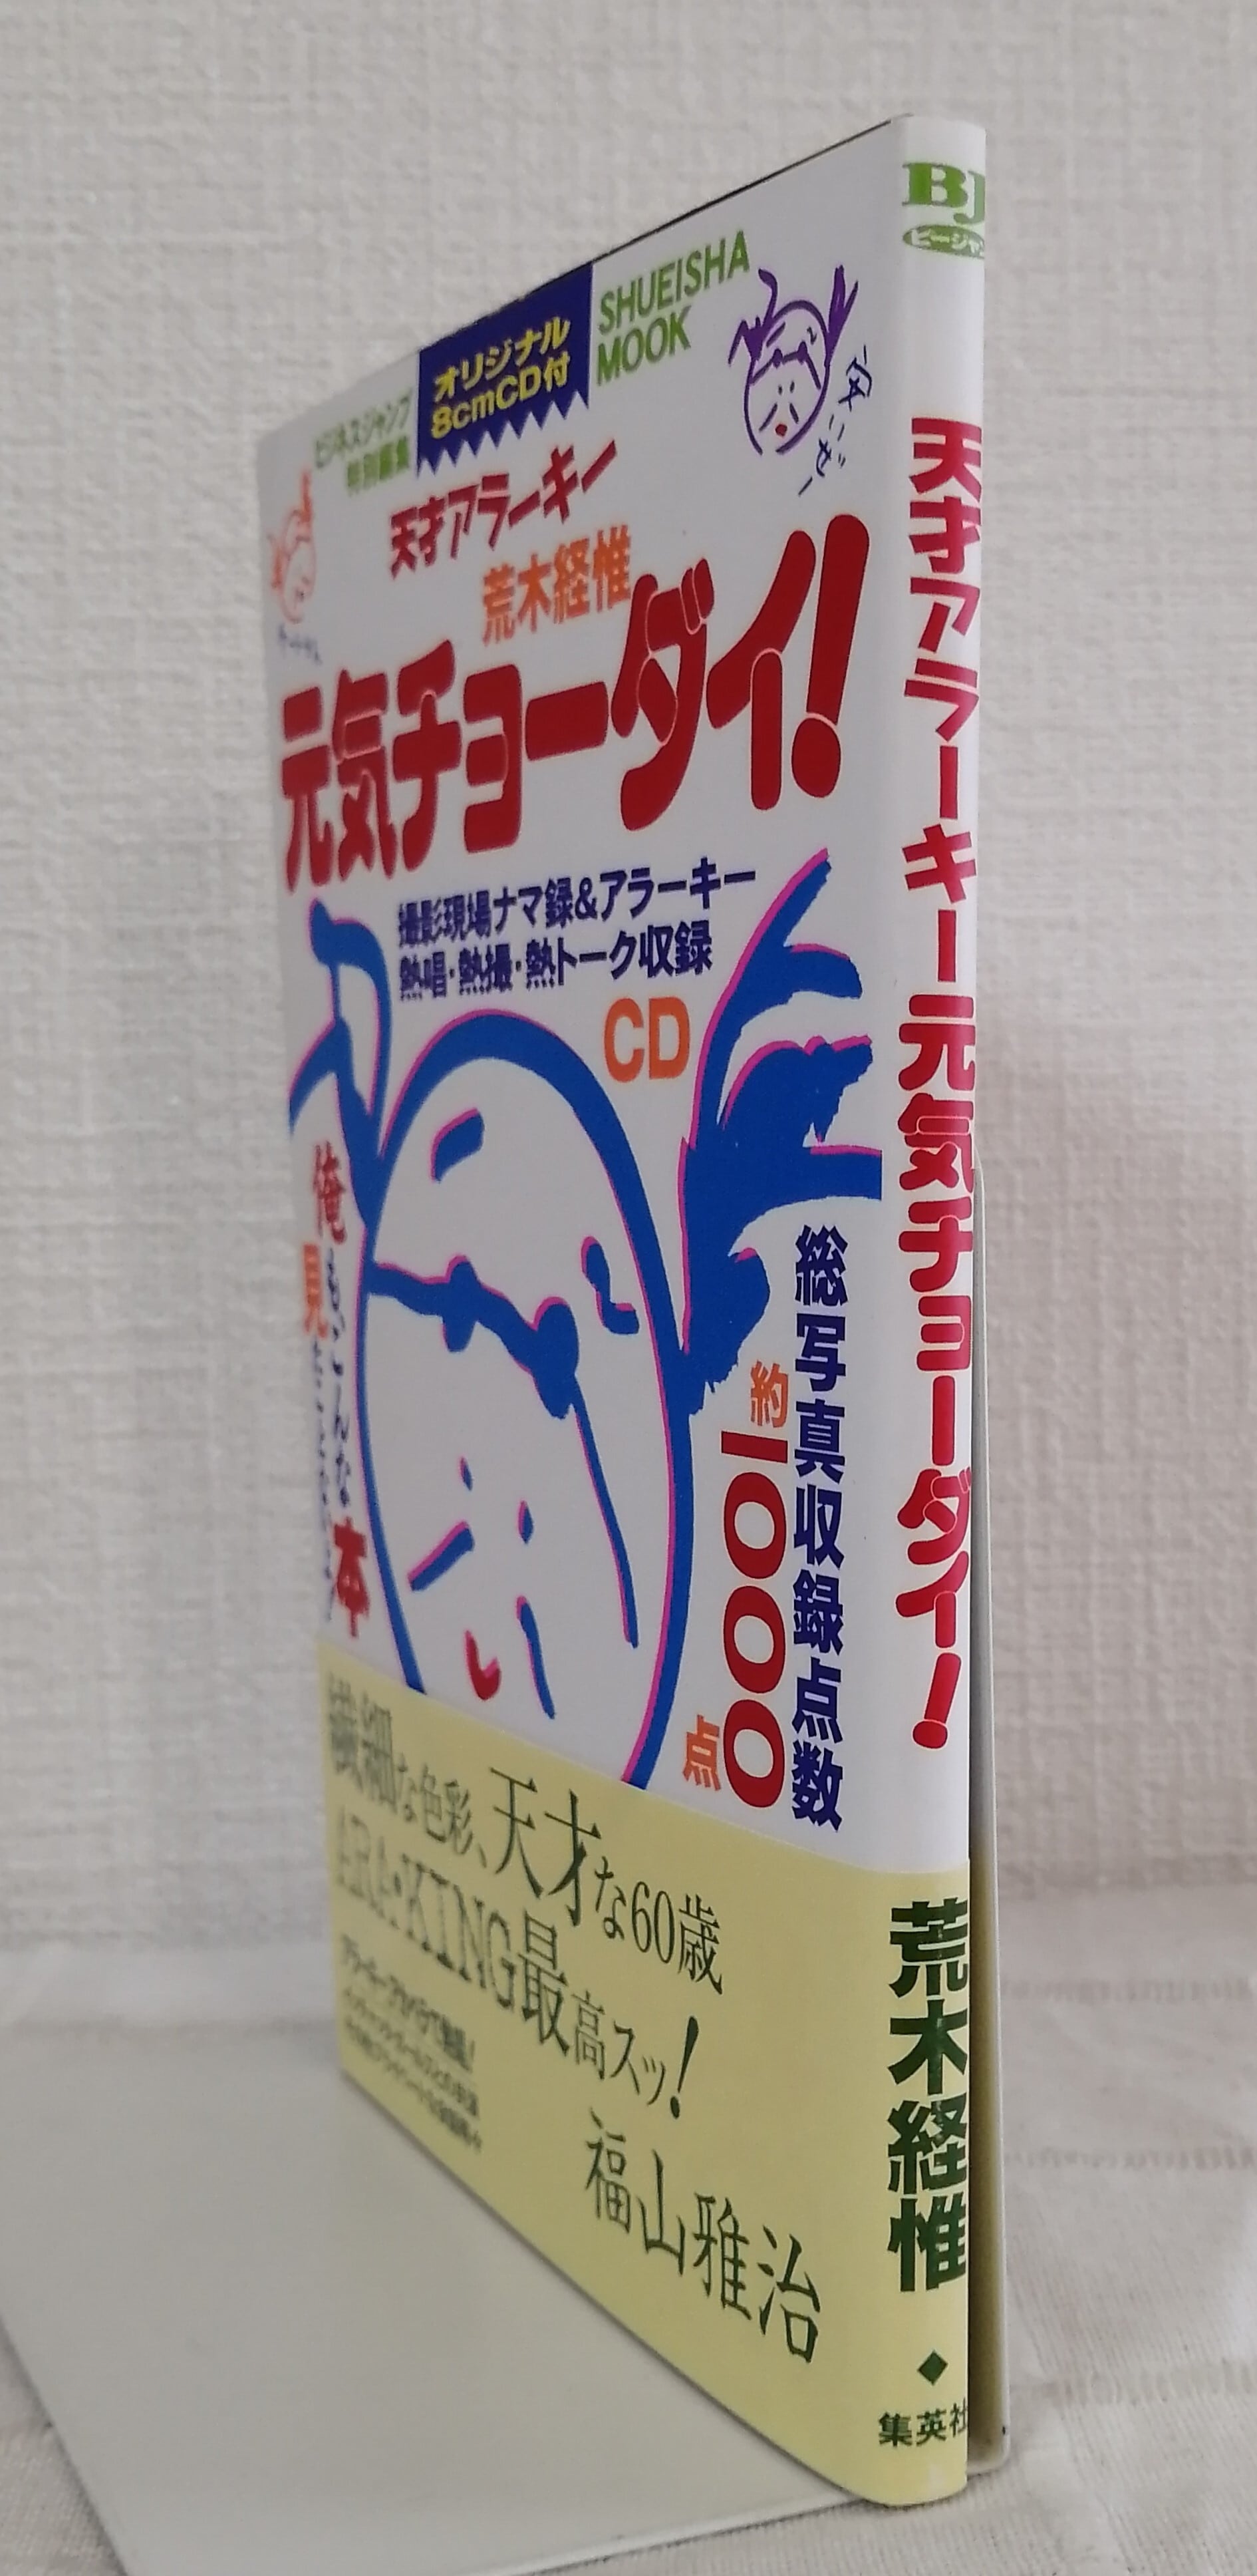 ビジネスジャンプ
特別編集
オリジナル
8cmCD付
SHUEISHA
MOOK
天才アラーキー
荒木経惟
元気チョーダイ!
撮影現場ナマ録&アラーキー
熱唱・熱撮・熱トーク収録
CD
俺もこんな本
見
総写真収録点数
約1000点
繊細な色彩、天才な60歳
ARA・KING最高スッ!
福山雅治
BJ
ビージャン
天才アラーキー元気チョーダイ!
荒木経惟
◆
集英社